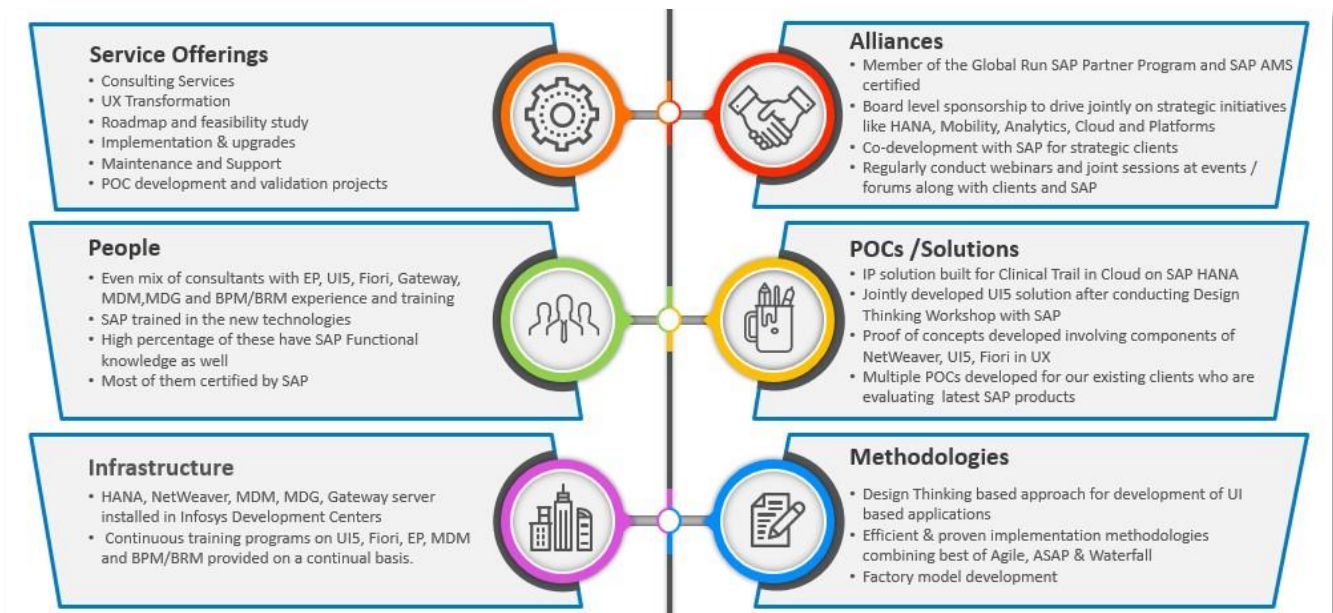 Service Offerings
• Consulting Services
• UX Transformation
• Roadmap and feasibility study
• Implementation & upgrades
• Maintenance and Support
• POC development and validation projects
Alliances
• Member of the Global Run SAP Partner Program and SAP AMS
certified
• Board level sponsorship to drive jointly on strategic initiatives
like HANA, Mobility, Analytics, Cloud and Platforms
• Co-development with SAP for strategic clients
• Regularly conduct webinars and joint sessions at events /
forums along with clients and SAP
People
• Even mix of consultants with EP, UI5, Fiori, Gateway,
MDM,MDG and BPM/BRM experience and training
• SAP trained in the new technologies
• High percentage of these have SAP Functional
knowledge as well
• Most of them certified by SAP
POCs /Solutions
• IP solution built for Clinical Trail in Cloud on SAP HANA
• Jointly developed UI5 solution after conducting Design
Thinking Workshop with SAP
• Proof of concepts developed involving components of
NetWeaver, UI5, Fiori in UX
• Multiple POCs developed for our existing clients who are
evaluating latest SAP products
Infrastructure
• HANA, NetWeaver, MDM, MDG, Gateway server
installed in Infosys Development Centers
• Continuous training programs on UI5, Fiori, EP, MDM
and BPM/BRM provided on a continual basis.
Methodologies
• Design Thinking based approach for development of UI
based applications
• Efficient & proven implementation methodologies
combining best of Agile, ASAP & Waterfall
• Factory model development